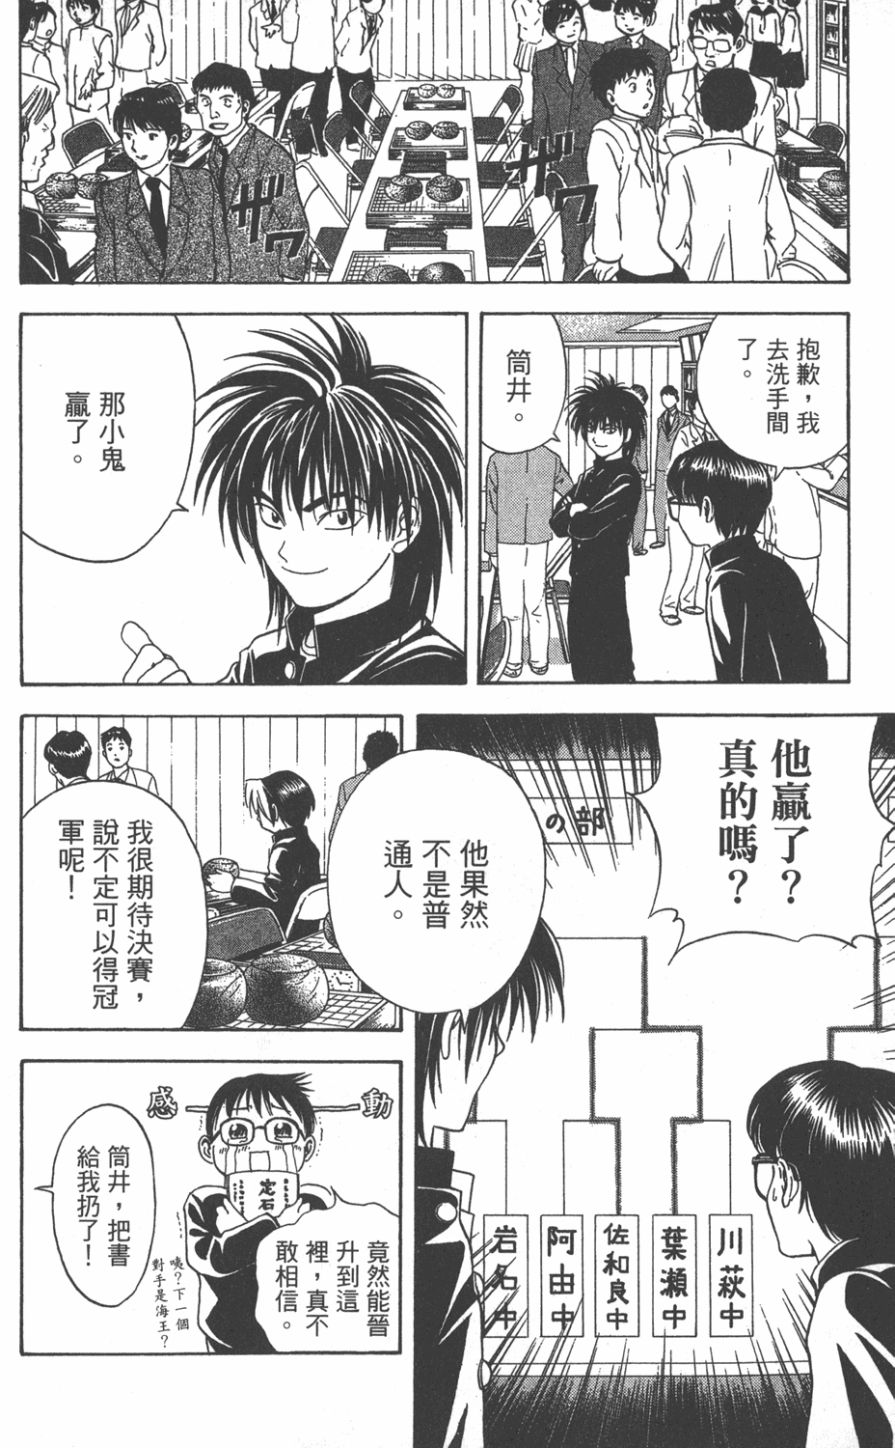 ザワ
ザワ
抱歉，我
去洗手間
了。
筒井。
那小鬼
贏了。
他贏了？
真的嗎？
の部
他果然
不是普
通人。
我很期待決賽，
說不定可以得冠
軍呢！
川萩中
葉瀬中
佐和良中
阿由中
岩名中
感動
定石
竟然能晉
升到這
裡，真不
敢相信。
咦？下一個
對手是海王？
筒井，把書
給我扔了！